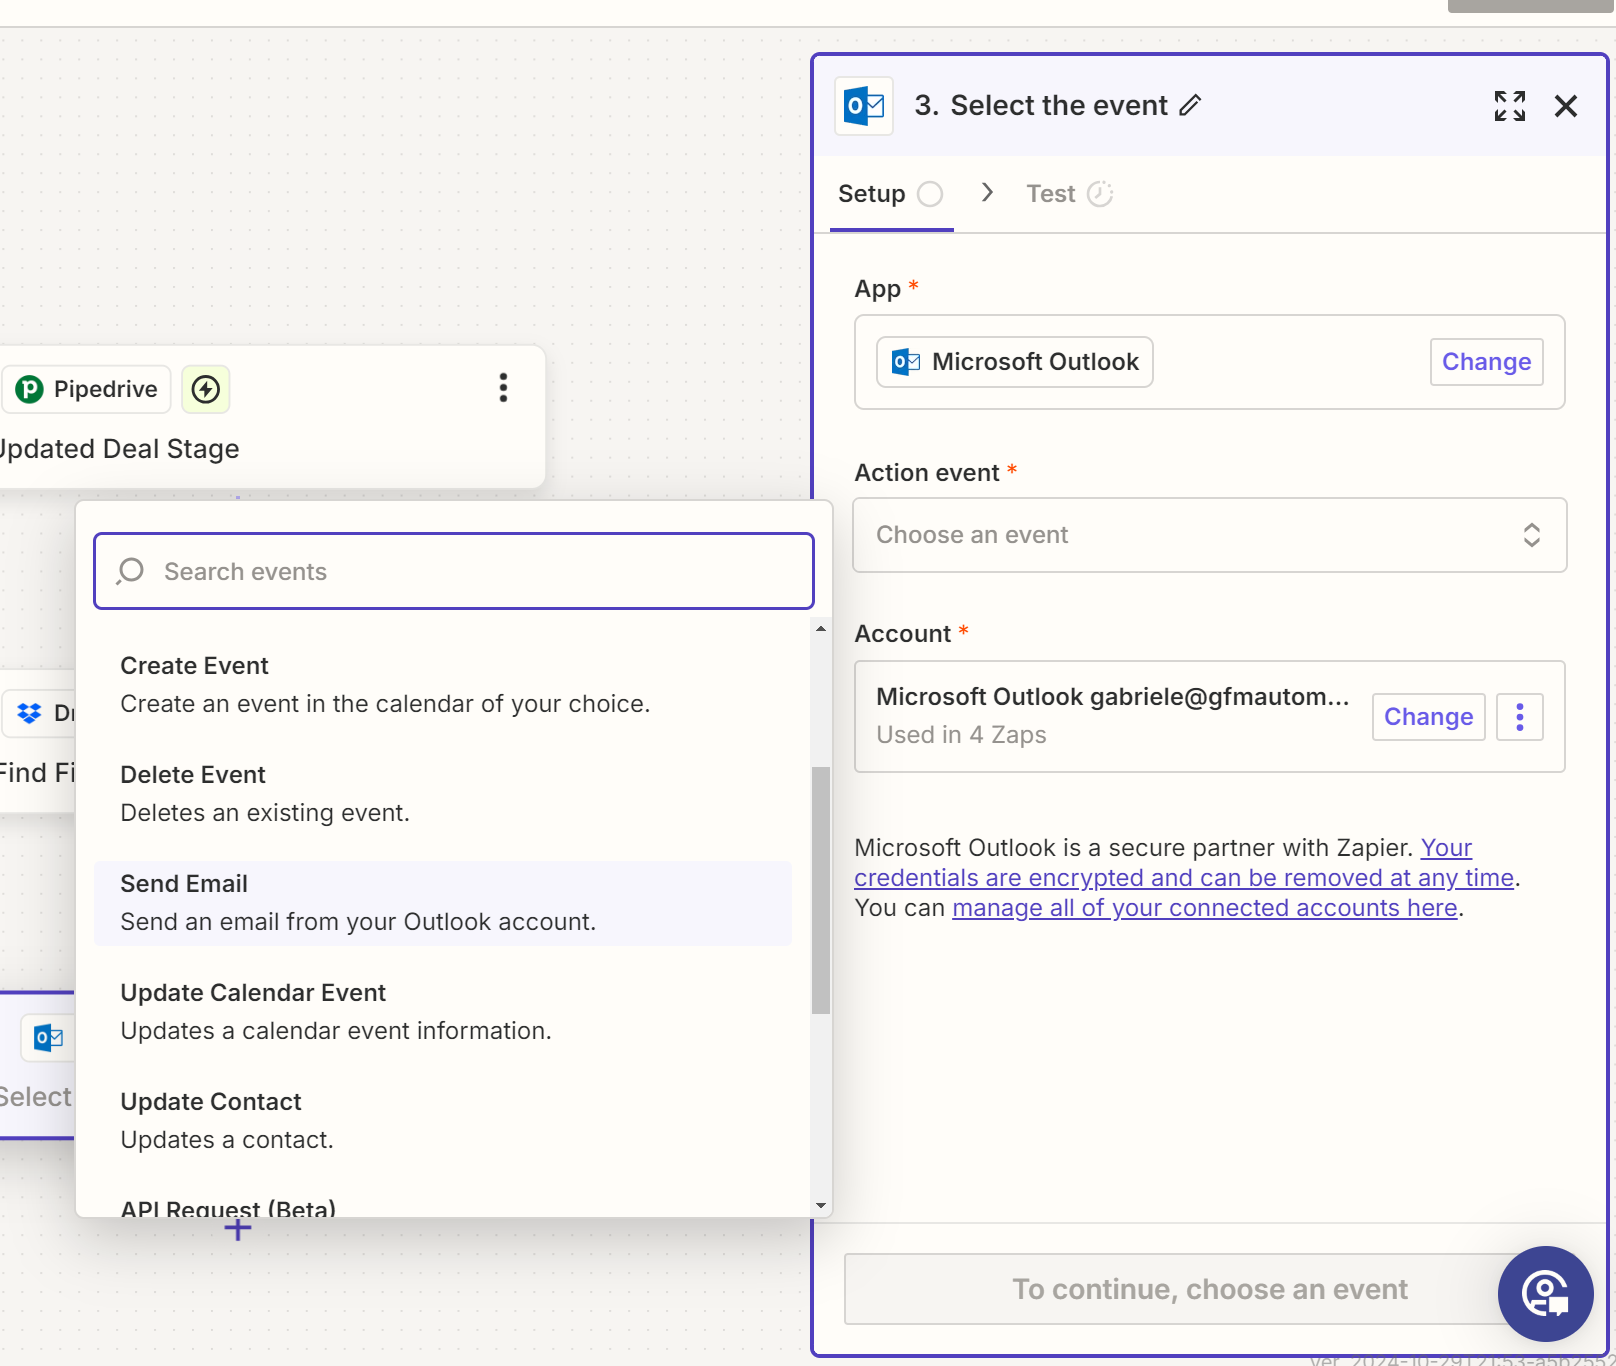 3. Select the event
Setup
Test
App *
Microsoft Outlook
Change
Action event *
Choose an event
Account *
Microsoft Outlook gabriele@gfmautom...
Used in 4 Zaps
Change
Microsoft Outlook is a secure partner with Zapier. Your
credentials are encrypted and can be removed at any time.
You can manage all of your connected accounts here.
To continue, choose an event
Pipedrive
Updated Deal Stage
Find Fi
Select
Search events
Create Event
Create an event in the calendar of your choice.
Delete Event
Deletes an existing event.
Send Email
Send an email from your Outlook account.
Update Calendar Event
Updates a calendar event information.
Update Contact
Updates a contact.
API Request (Beta)